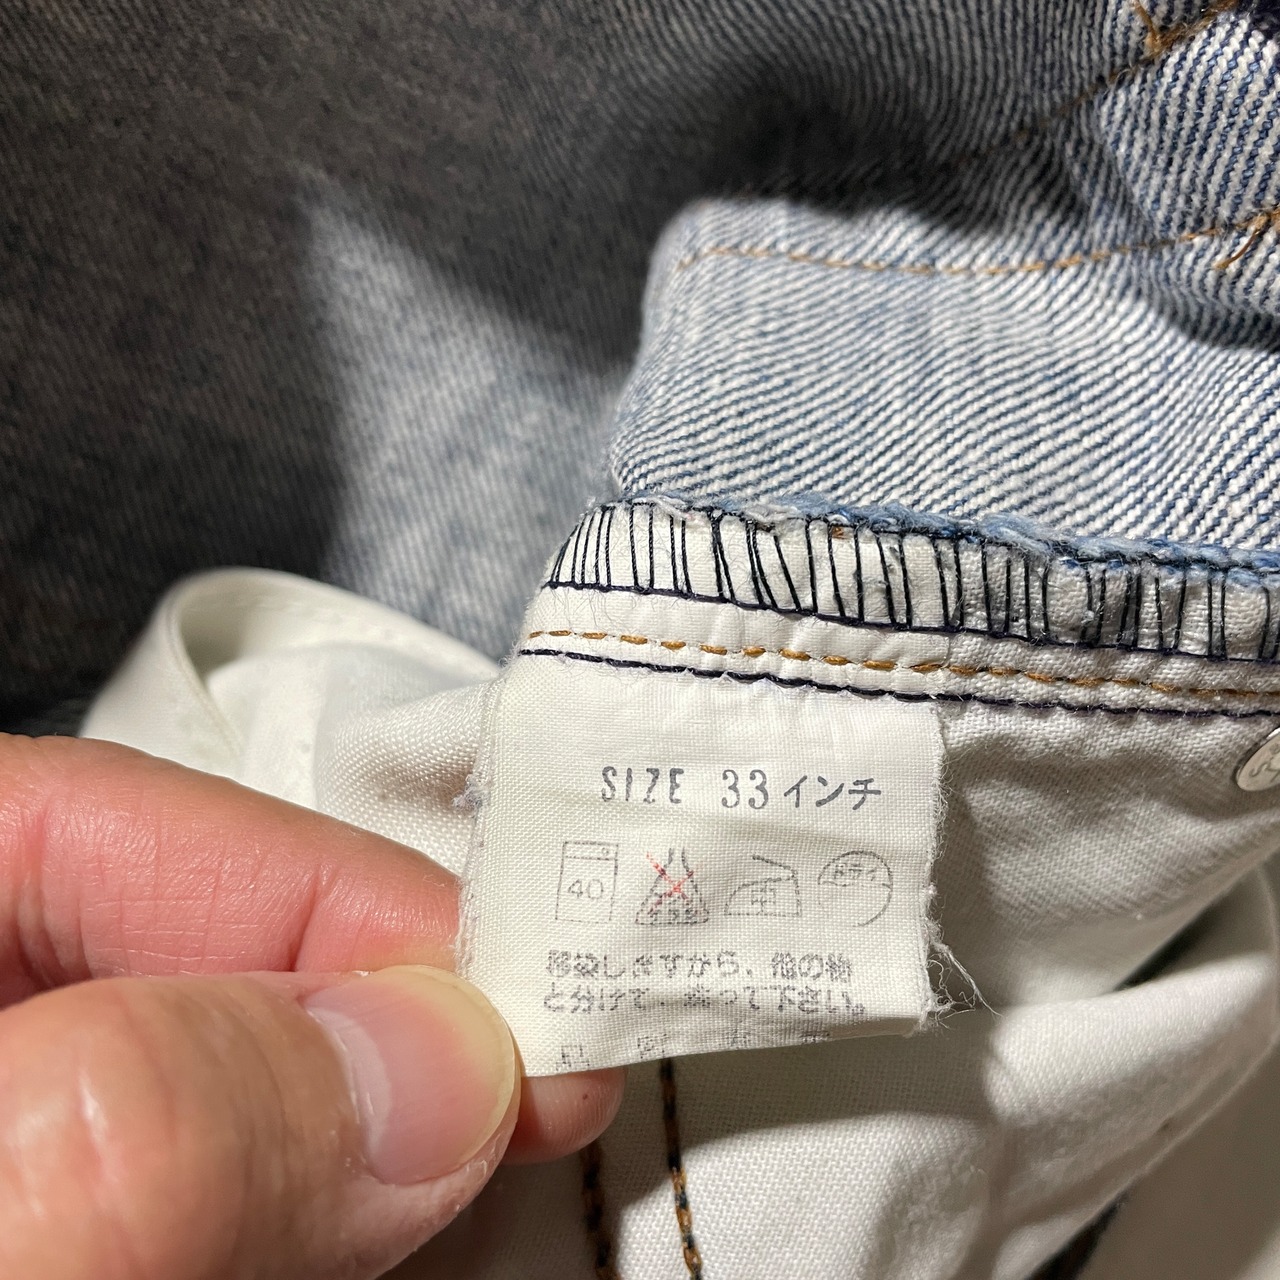 SIZE 33インチ
40
中
ドライ
移染しますから、他の物
と分けて、洗って下さい。